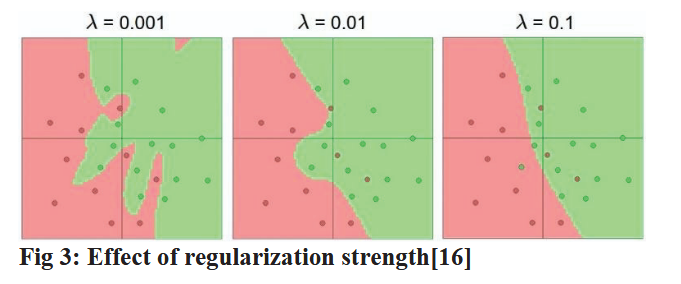 λ = 0.001 λ = 0.01 λ = 0.1
Fig 3: Effect of regularization strength[16]